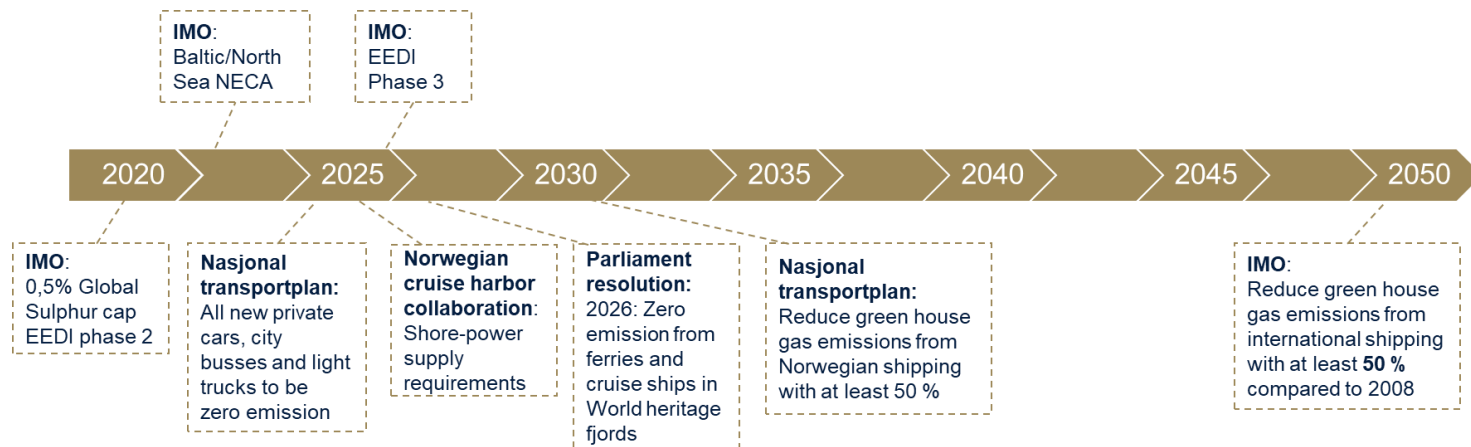 IMO:
Baltic/North
Sea NECA
IMO:
EEDI
Phase 3
2020
2025
2030
2035
2040
2045
2050
IMO:
0,5% Global
Sulphur cap
EEDI phase 2
Nasjonal
transportplan:
All new private
cars, city
busses and light
trucks to be
zero emission
Norwegian
cruise harbor
collaboration:
Shore-power
supply
requirements
Parliament
resolution:
2026: Zero
emission from
ferries and
cruise ships in
World heritage
fjords
Nasjonal
transportplan:
Reduce green house
gas emissions from
Norwegian shipping
with at least 50 %
IMO:
Reduce green house
gas emissions from
international shipping
with at least 50 %
compared to 2008